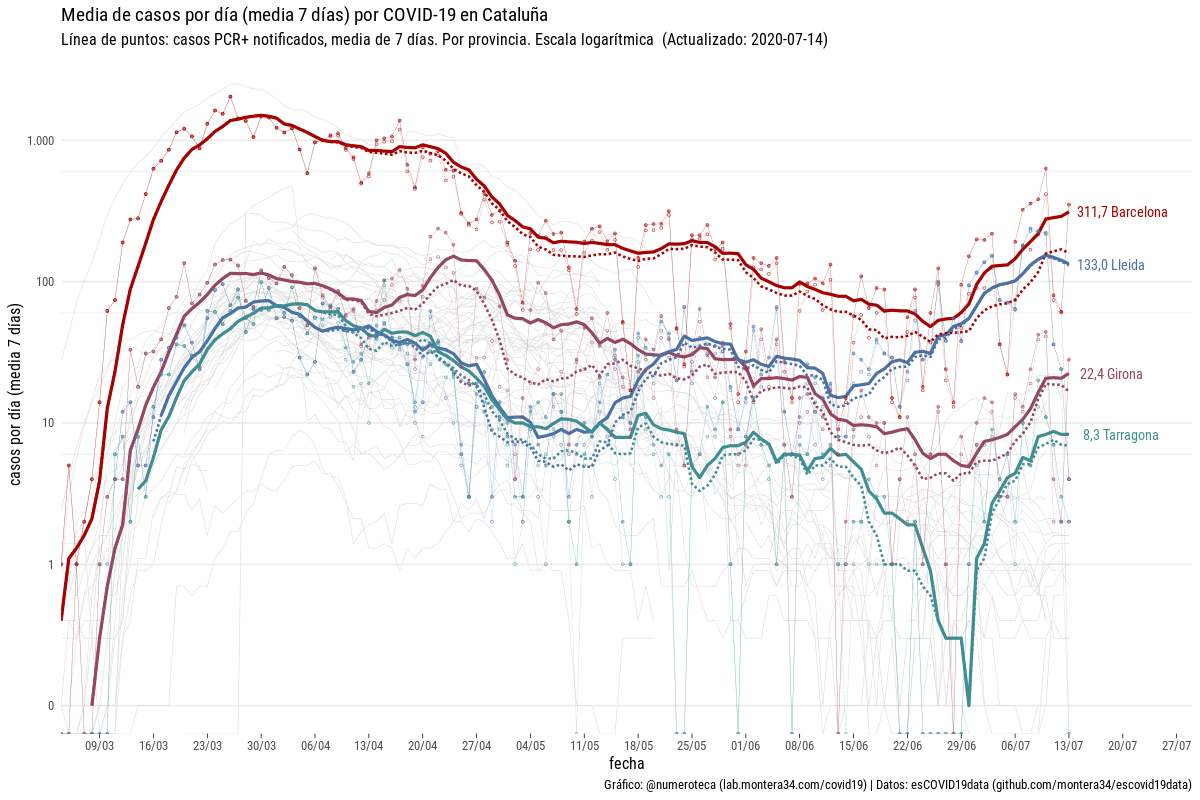 Media de casos por día (media 7 días) por COVID-19 en Cataluña
Línea de puntos: casos PCR+ notificados, media de 7 días. Por provincia. Escala logarítmica (Actualizado: 2020-07-14)
casos por día (media 7 días)
1.000
100
10
1
0
311,7 Barcelona
133,0 Lleida
22,4 Girona
8,3 Tarragona
09/03 16/03 23/03 30/03 06/04 13/04 20/04 27/04 04/05 11/05 18/05 25/05 01/06 08/06 15/06 22/06 29/06 06/07 13/07 20/07 27/07
fecha
Gráfico: @numeroteca (lab.montera34.com/covid19) | Datos: esCOVID19data (github.com/montera34/escovid19data)